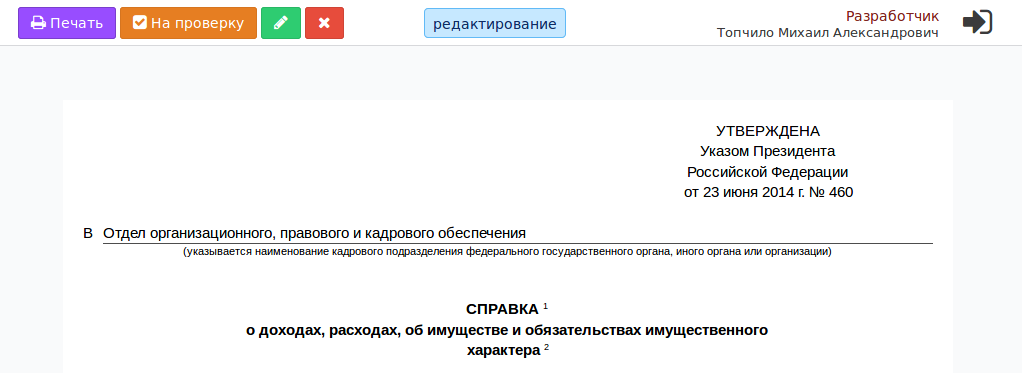 Печать На проверку редактирование Разработчик
Топчило Михаил Александрович
УТВЕРЖДЕНА
Указом Президента
Российской Федерации
от 23 июня 2014 г. № 460
В Отдел организационного, правового и кадрового обеспечения
(указывается наименование кадрового подразделения федерального государственного органа, иного органа или организации)
СПРАВКА 1
о доходах, расходах, об имуществе и обязательствах имущественного
характера 2